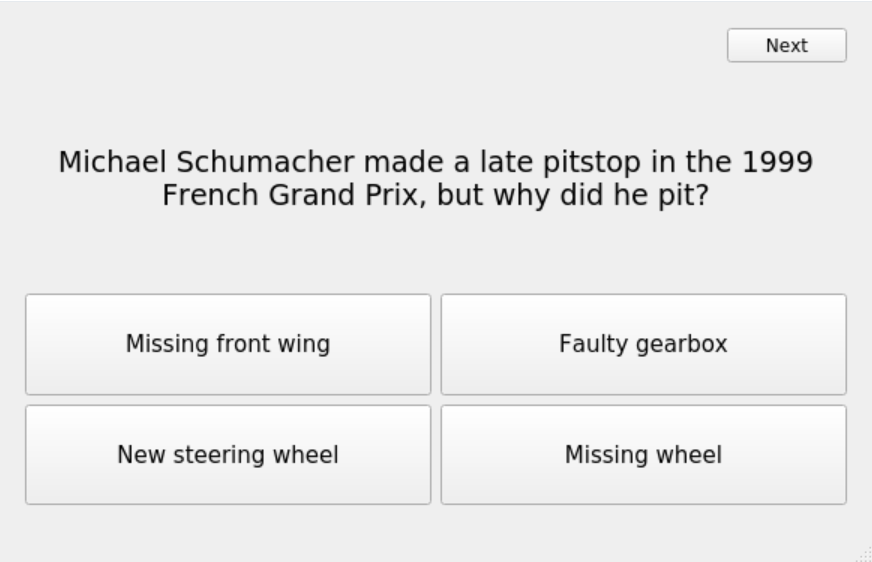 Next
Michael Schumacher made a late pitstop in the 1999
French Grand Prix, but why did he pit?
Missing front wing
Faulty gearbox
New steering wheel
Missing wheel